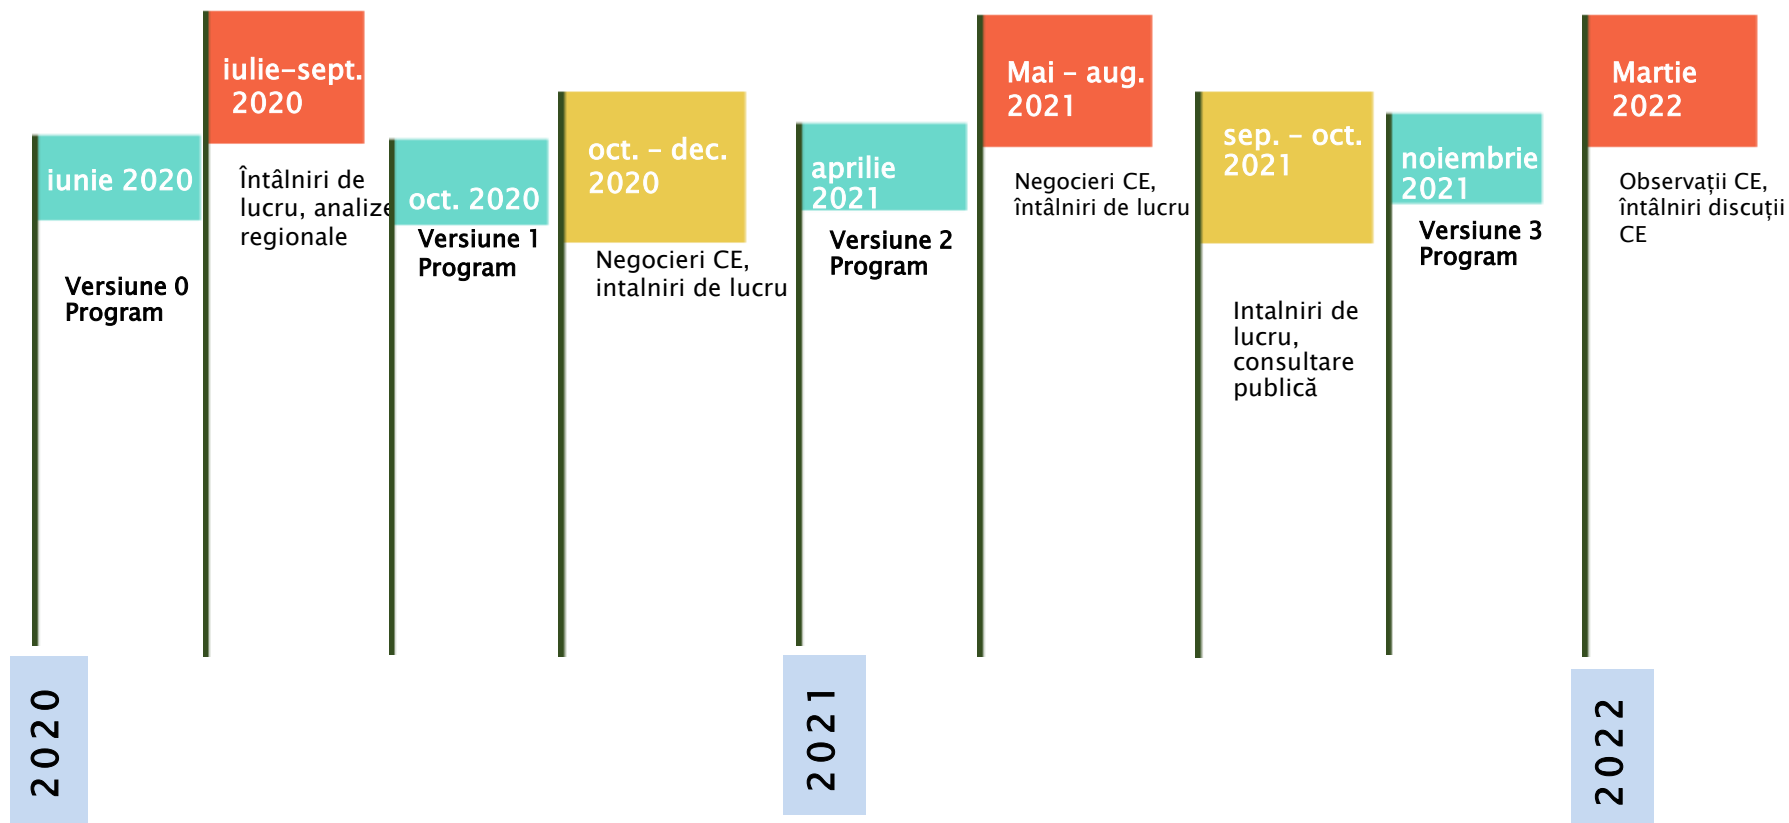 iunie 2020
Versiune 0
Program
iulie-sept.
2020
Întâlniri de
lucru, analize
regionale
oct. 2020
Versiune 1
Program
oct. - dec.
2020
Negocieri CE,
intalniri de lucru
aprilie
2021
Versiune 2
Program
Mai - aug.
2021
Negocieri CE,
întâlniri de lucru
sep. - oct.
2021
Intalniri de
lucru,
consultare
publică
noiembrie
2021
Versiune 3
Program
Martie
2022
Observații CE,
întâlniri discuții
CE
2020
2021
2022